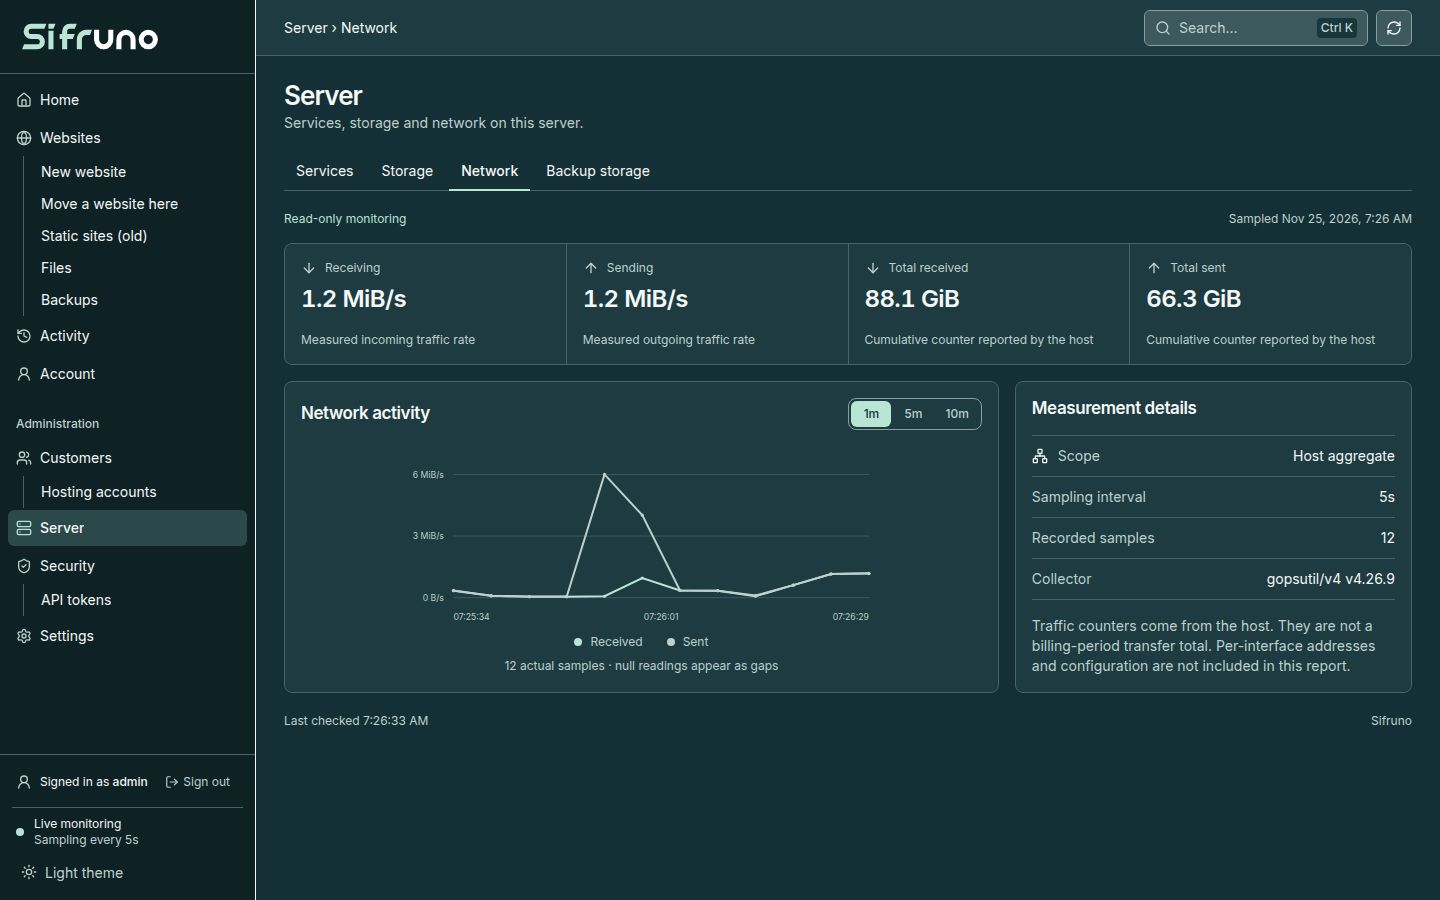 Sifruno
Server › Network
Search...
Ctrl K
Home
Websites
New website
Move a website here
Static sites (old)
Files
Backups
Activity
Account
Administration
Customers
Hosting accounts
Server
Security
API tokens
Settings
Signed in as admin
Sign out
Live monitoring
Sampling every 5s
Light theme
Server
Services, storage and network on this server.
Services
Storage
Network
Backup storage
Read-only monitoring
Sampled Nov 25, 2026, 7:26 AM
Receiving
1.2 MiB/s
Measured incoming traffic rate
Sending
1.2 MiB/s
Measured outgoing traffic rate
Total received
88.1 GiB
Cumulative counter reported by the host
Total sent
66.3 GiB
Cumulative counter reported by the host
Network activity
1m
5m
10m
6 MiB/s
3 MiB/s
0 B/s
07:25:34
07:26:01
07:26:29
Received
Sent
12 actual samples · null readings appear as gaps
Measurement details
Scope
Host aggregate
Sampling interval
5s
Recorded samples
12
Collector
gopsutil/v4 v4.26.9
Traffic counters come from the host. They are not a
billing-period transfer total. Per-interface addresses
and configuration are not included in this report.
Last checked 7:26:33 AM
Sifruno